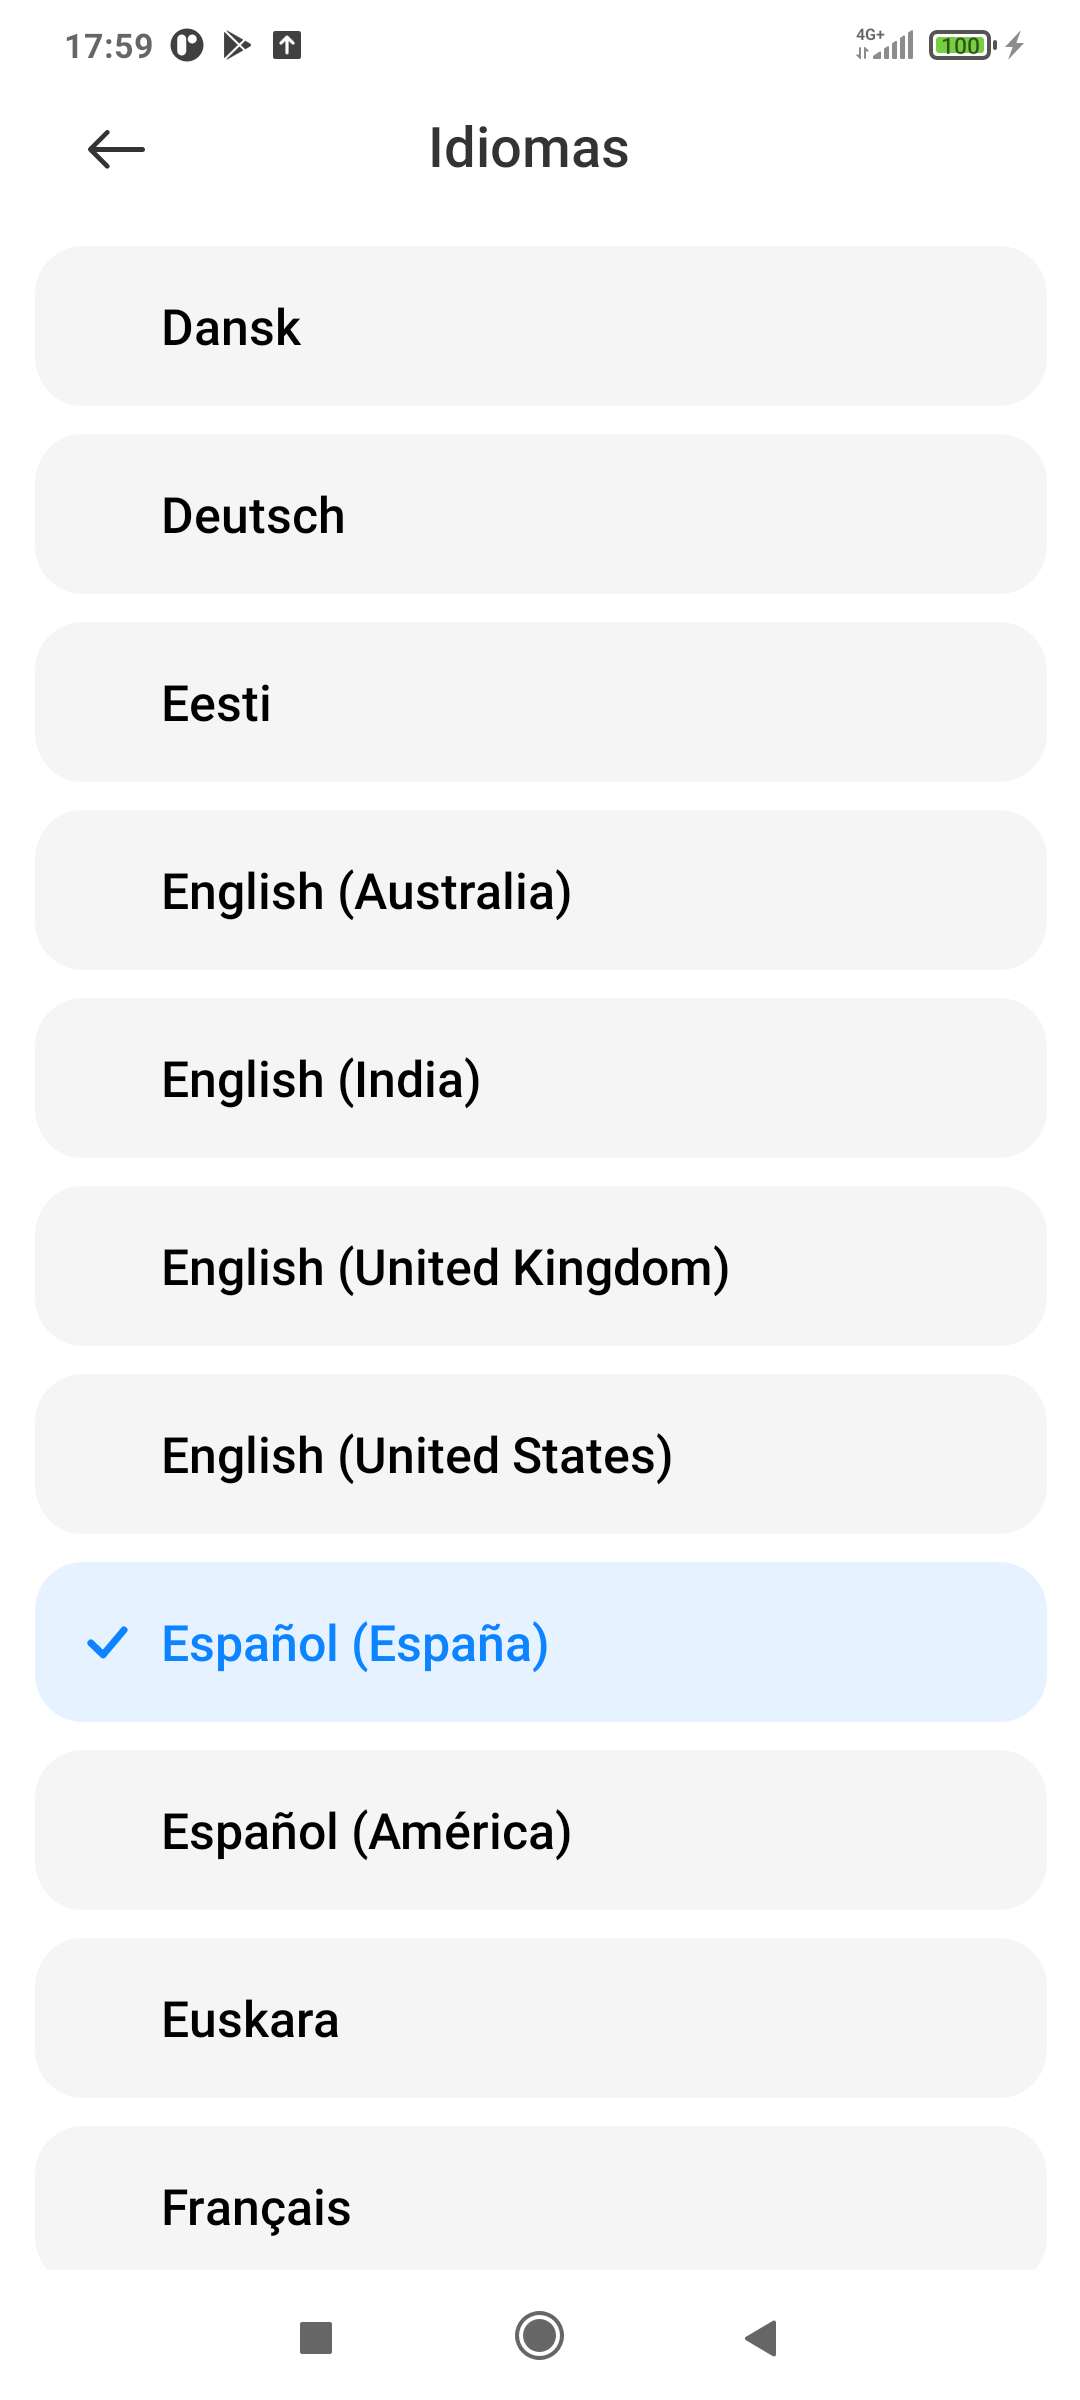 17:59
4G+
100
Idiomas
Dansk
Deutsch
Eesti
English (Australia)
English (India)
English (United Kingdom)
English (United States)
Español (España)
Español (América)
Euskara
Français